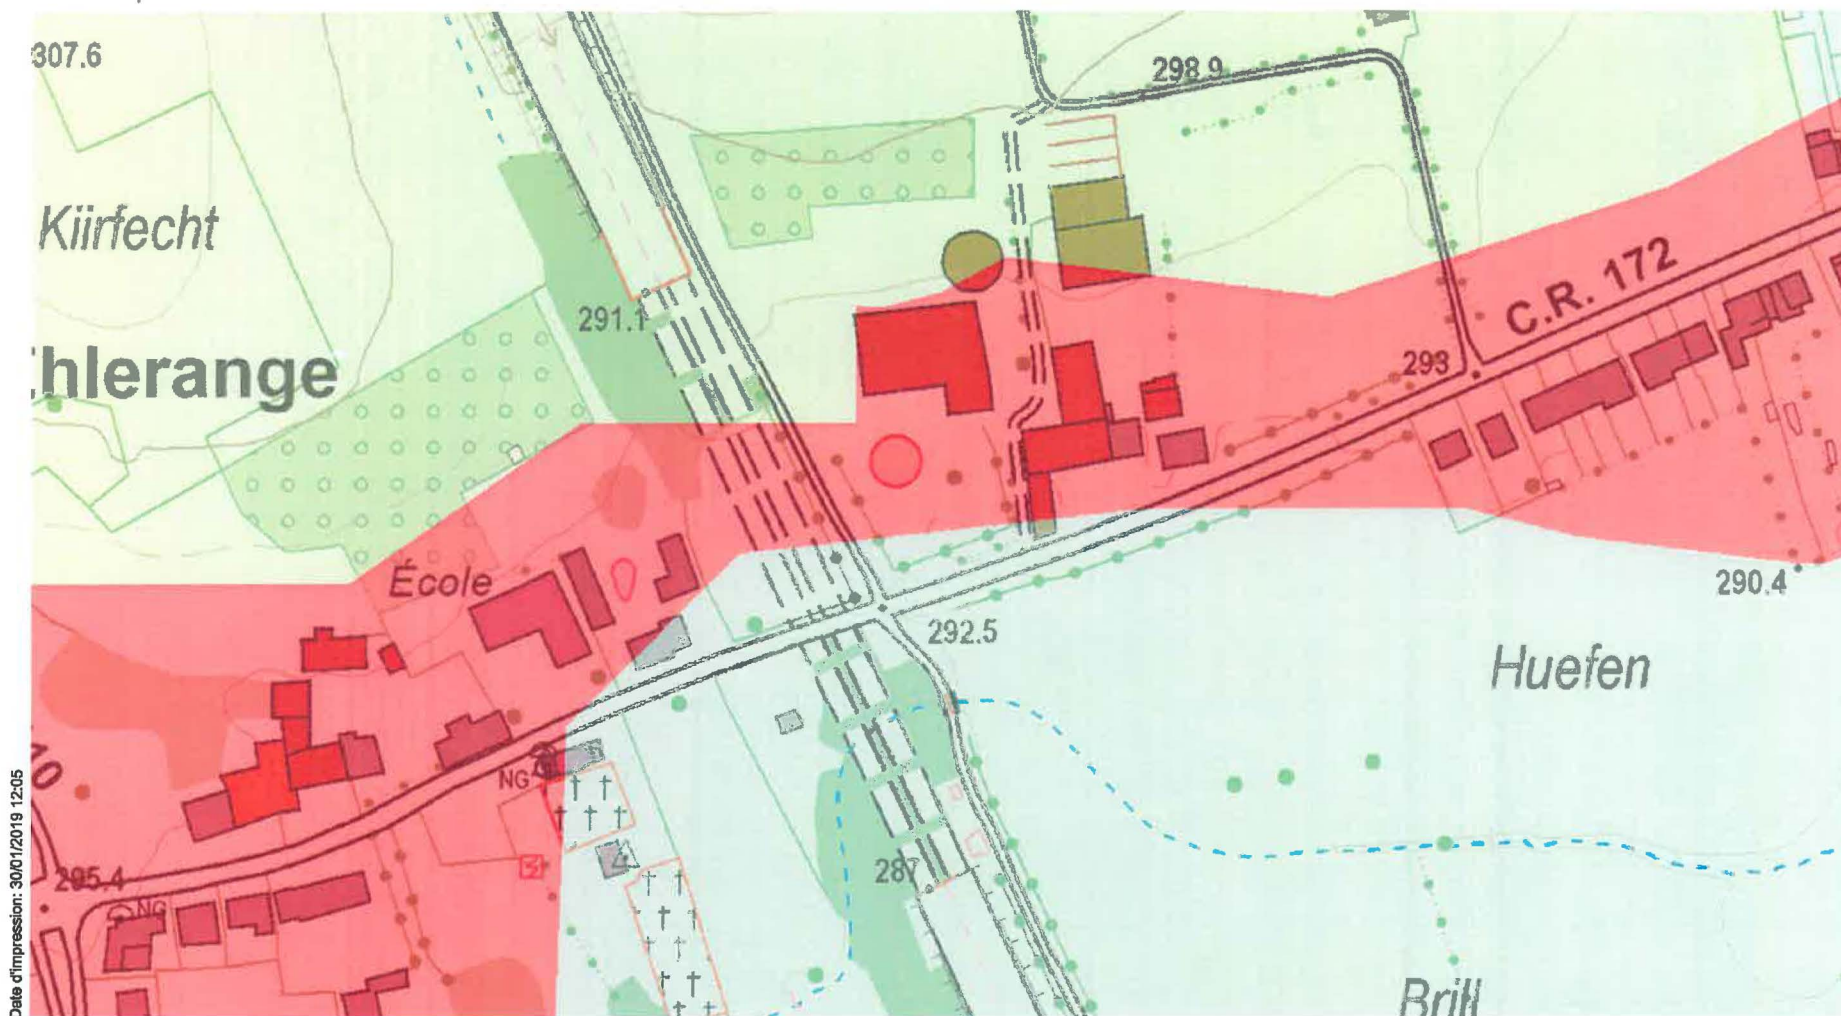 307.6
298.9
Kiirfecht
C.R. 172
291.1
hlerange
293
École
290.4
292.5
Huefen
NG
10
287
295.4
NG
Brill
Date d'impression: 30/01/2019 12:05